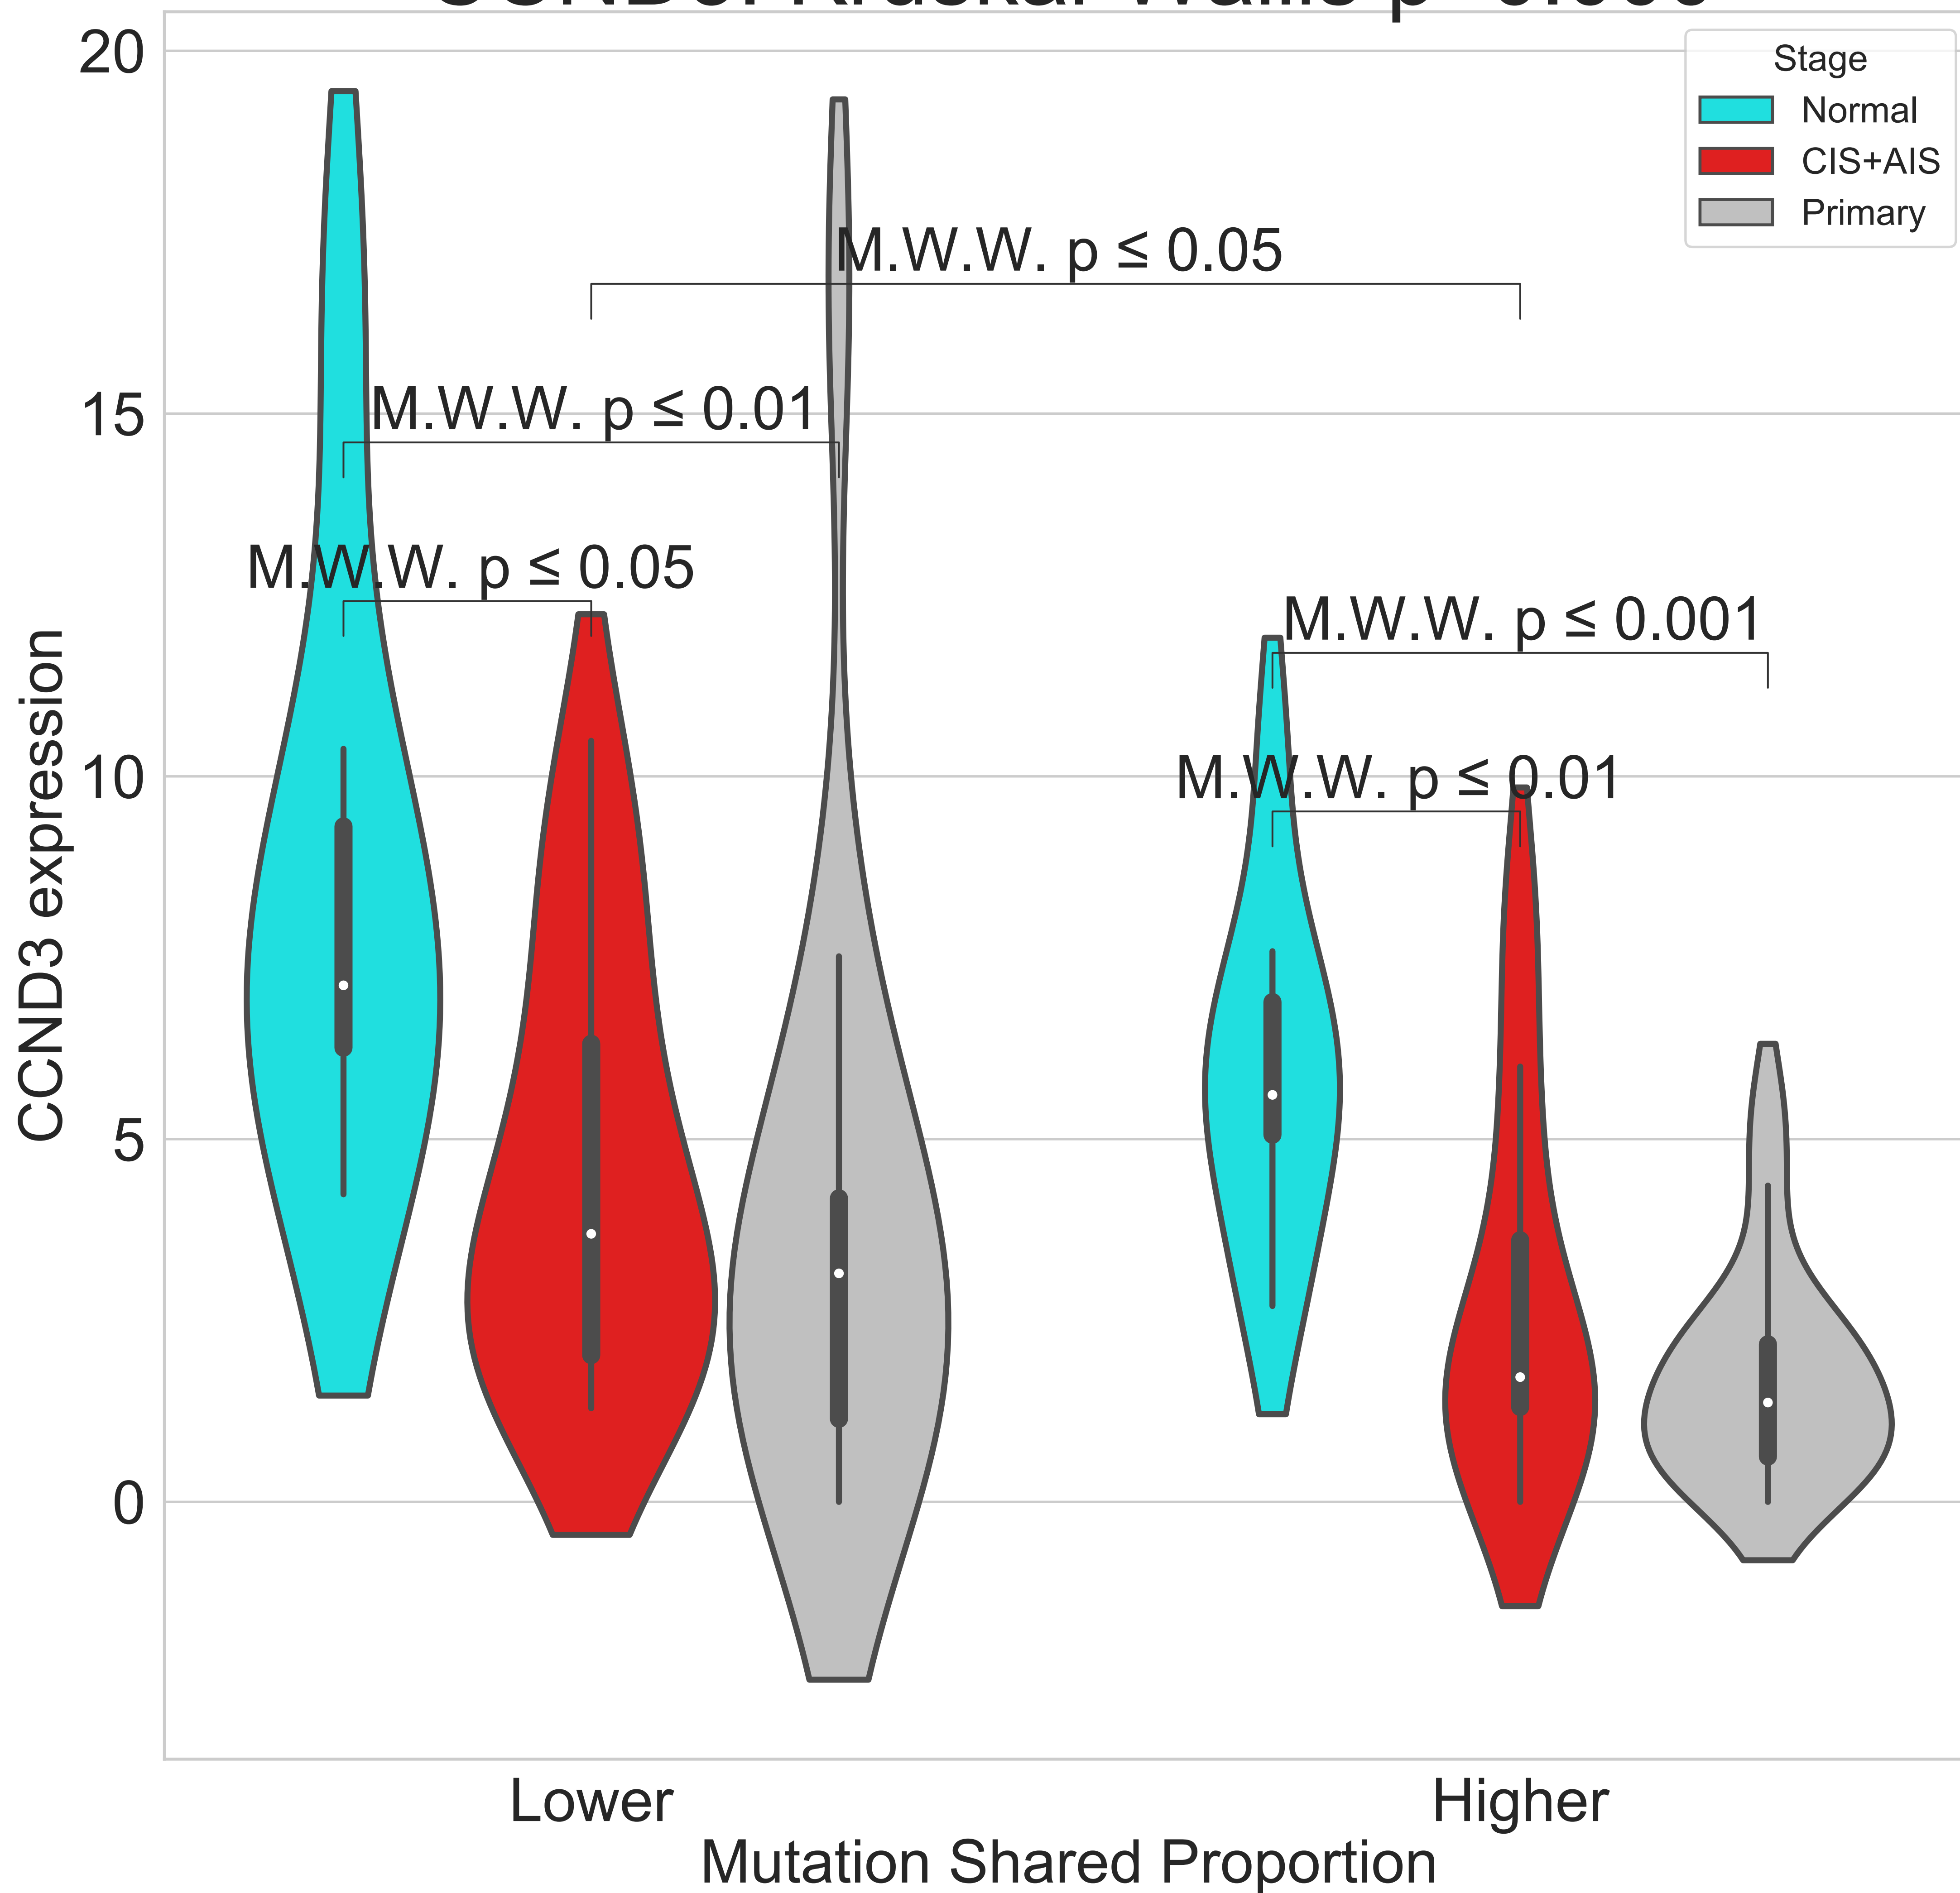 20
15
10
5
0
CCND3 expression
Stage
Normal
CIS+AIS
Primary
M.W.W. p ≤ 0.05
M.W.W. p ≤ 0.01
M.W.W. p ≤ 0.05
M.W.W. p ≤ 0.001
M.W.W. p ≤ 0.01
Lower
Higher
Mutation Shared Proportion